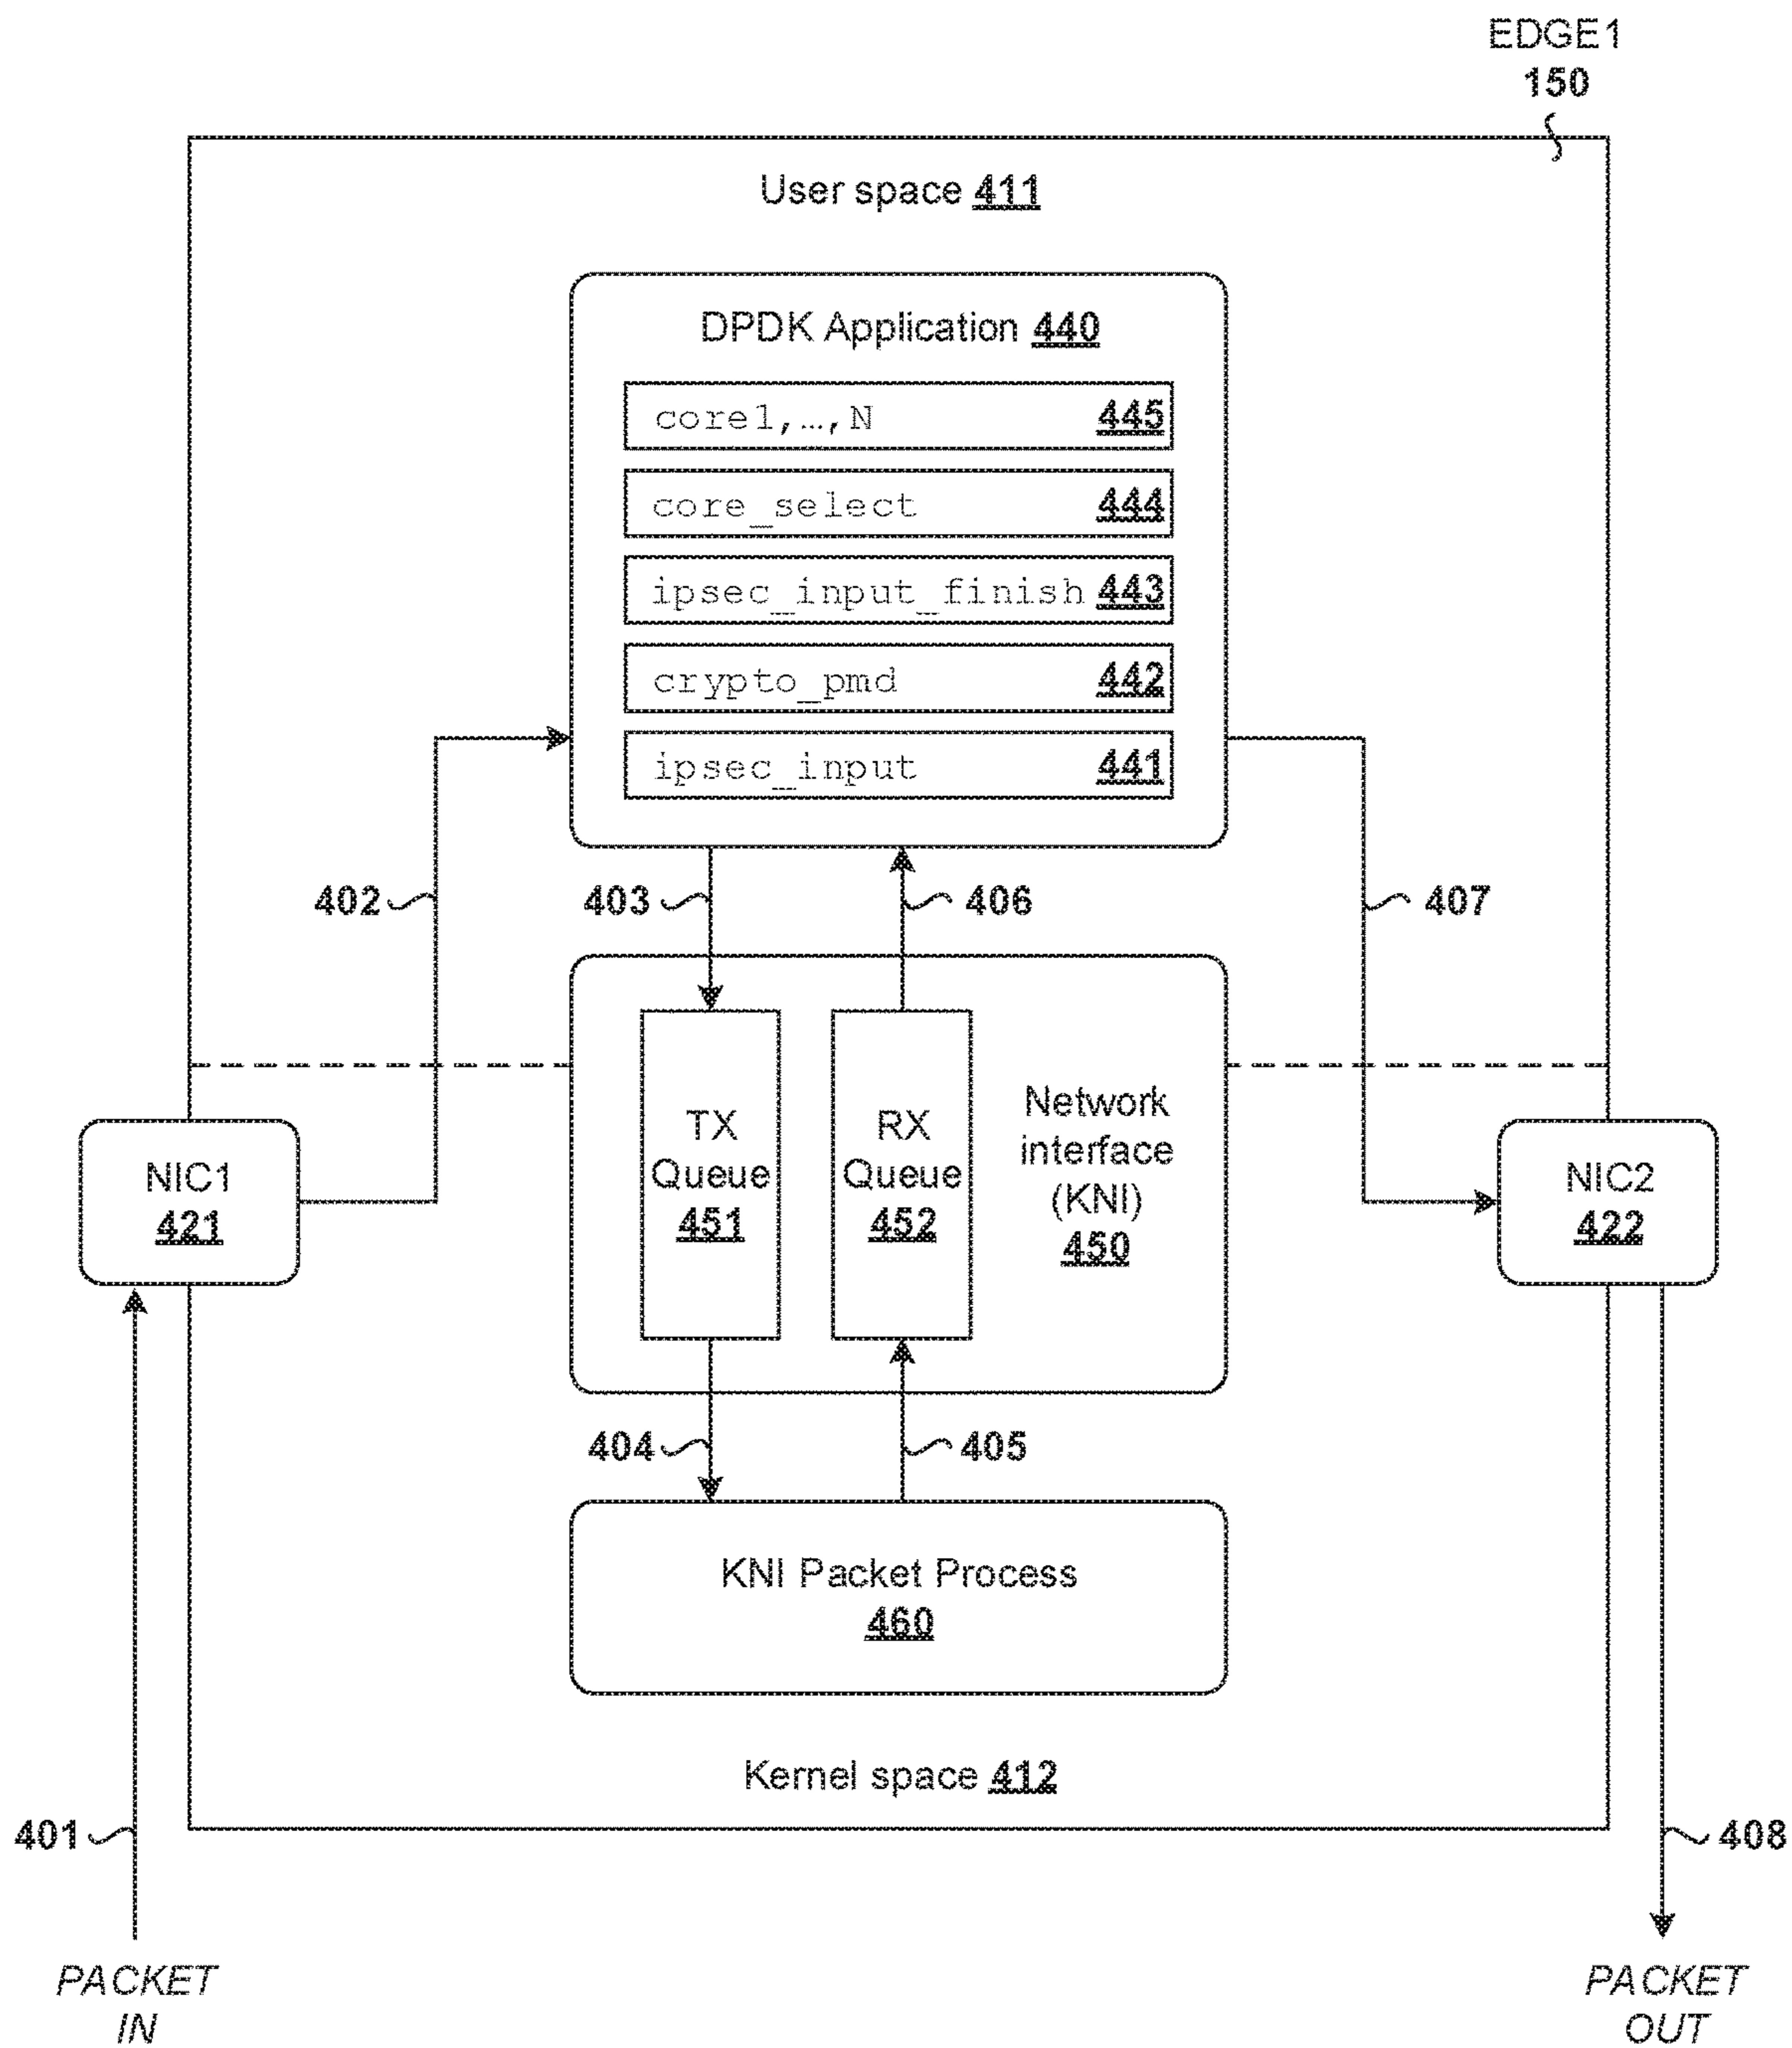 EDGE1
150
User space 411
DPDK Application 440
core1,…,N 445
core_select 444
ipsec_input_finish 443
crypto_pmd 442
ipsec_input 441
402
403
406
407
NIC1
421
TX
Queue
451
RX
Queue
452
Network
interface
(KNI)
450
NIC2
422
404
405
KNI Packet Process
460
Kernel space 412
401
408
PACKET
IN
PACKET
OUT